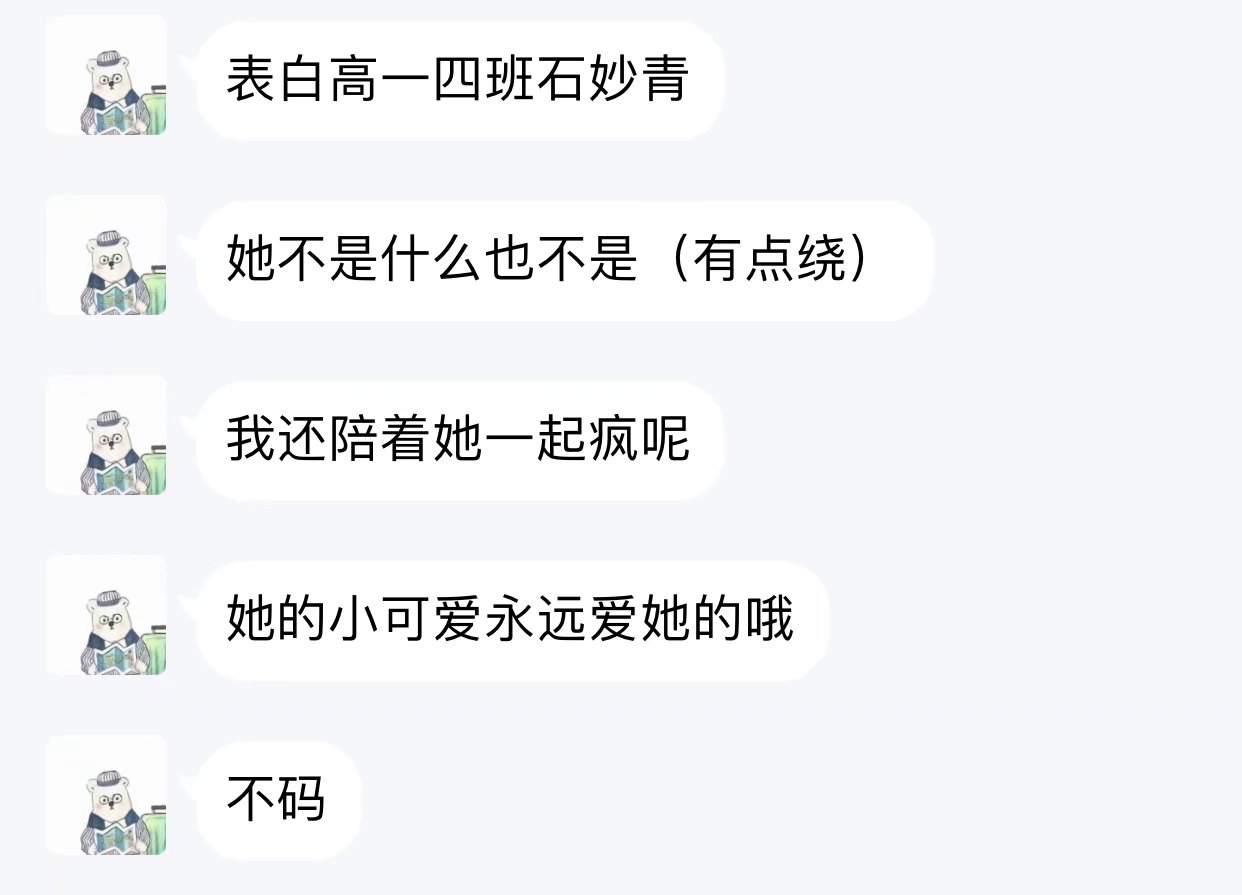 表白高一四班石妙青
她不是什么也不是（有点绕）
我还陪着她一起疯呢
她的小可爱永远爱她的哦
不码